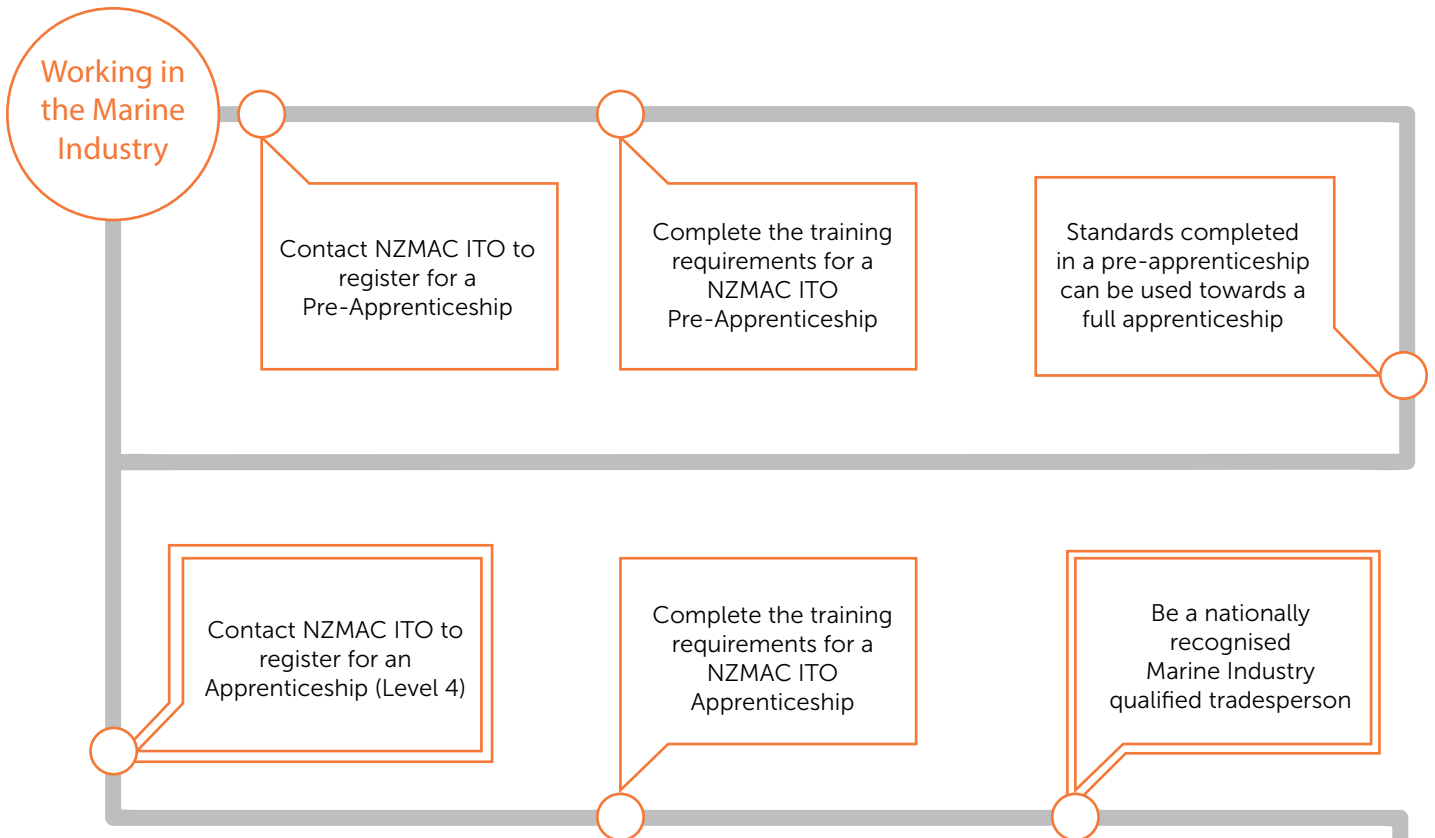 Working in
the Marine
Industry
Contact NZMAC ITO to
register for a
Pre-Apprenticeship
Complete the training
requirements for a
NZMAC ITO
Pre-Apprenticeship
Standards completed
in a pre-apprenticeship
can be used towards a
full apprenticeship
Contact NZMAC ITO to
register for an
Apprenticeship (Level 4)
Complete the training
requirements for a
NZMAC ITO
Apprenticeship
Be a nationally
recognised
Marine Industry
qualified tradesperson